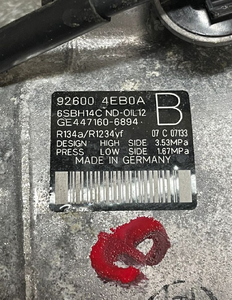 92600 4EB0A B
6SBH14C ND-OIL12
GE447160-6894
R134a/R1234yf 07 C 07133
DESIGN HIGH SIDE 3.53MPa
PRESS LOW SIDE 1.67MPa
MADE IN GERMANY